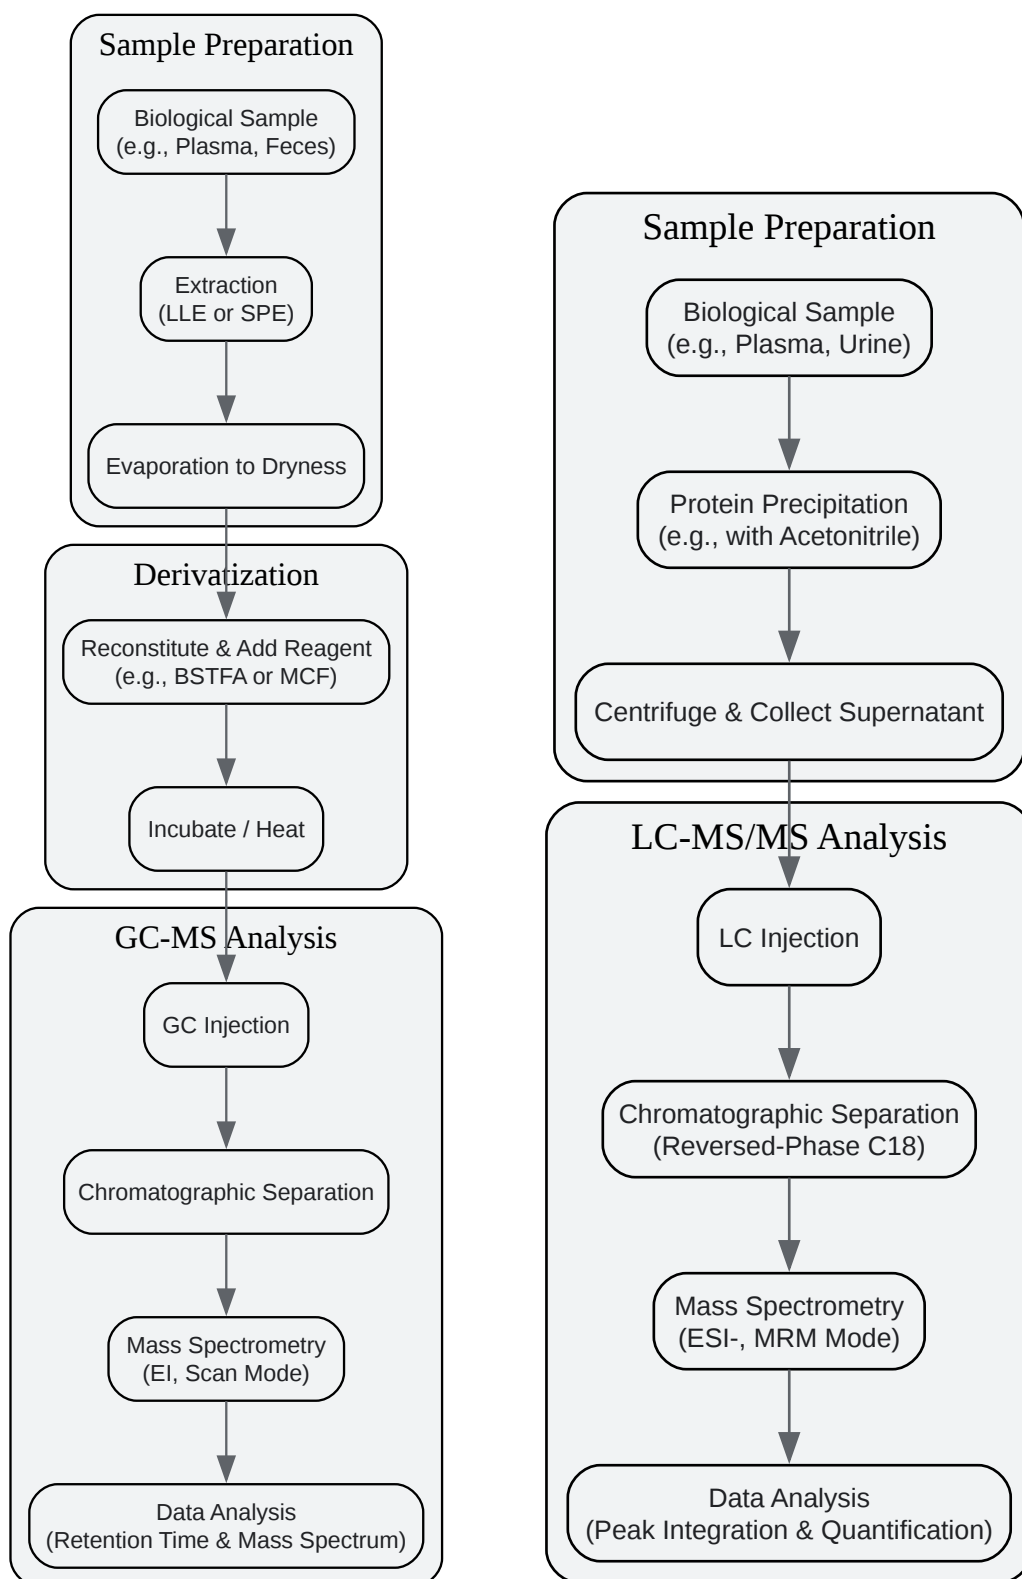 Sample Preparation
Biological Sample
(e.g., Plasma, Feces)
Extraction
(LLE or SPE)
Evaporation to Dryness
Derivatization
Reconstitute & Add Reagent
(e.g., BSTFA or MCF)
Incubate / Heat
GC-MS Analysis
GC Injection
Chromatographic Separation
Mass Spectrometry
(EI, Scan Mode)
Data Analysis
(Retention Time & Mass Spectrum)
Sample Preparation
Biological Sample
(e.g., Plasma, Urine)
Protein Precipitation
(e.g., with Acetonitrile)
Centrifuge & Collect Supernatant
LC-MS/MS Analysis
LC Injection
Chromatographic Separation
(Reversed-Phase C18)
Mass Spectrometry
(ESI-, MRM Mode)
Data Analysis
(Peak Integration & Quantification)